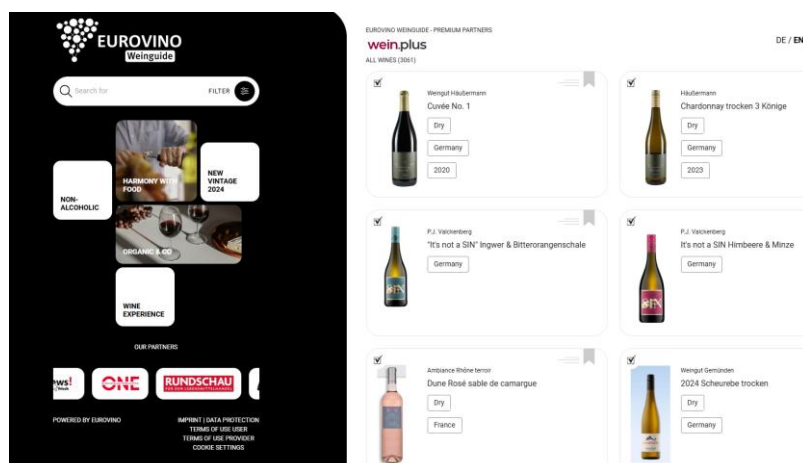 EUROVINO
Weinguide
Search for
FILTER
HARMONY WITH
FOOD
NEW
VINTAGE
2024
NON-
ALCOHOLIC
ORGANIC & CO
WINE
EXPERIENCE
OUR PARTNERS
ews!
ONE
RUNDSCHAU
POWERED BY EUROVINO
IMPRINT | DATA PROTECTION
TERMS OF USE USER
TERMS OF USE PROVIDER
COOKIE SETTINGS
EUROVINO WEINGUIDE - PREMIUM PARTNERS
wein.plus
DE / EN
ALL WINES (3061)
Weingut Häußermann
Cuvée No. 1
Dry
Germany
2020
Häußermann
Chardonnay trocken 3 Könige
Dry
Germany
2023
P.J. Valckenberg
"It's not a SIN" Ingwer & Bitterorangenschale
Germany
P.J. Valckenberg
It's not a SIN Himbeere & Minze
Germany
Ambiance Rhône terroir
Dune Rosé sable de camargue
Dry
France
Weingut Gemünden
2024 Scheurebe trocken
Dry
Germany